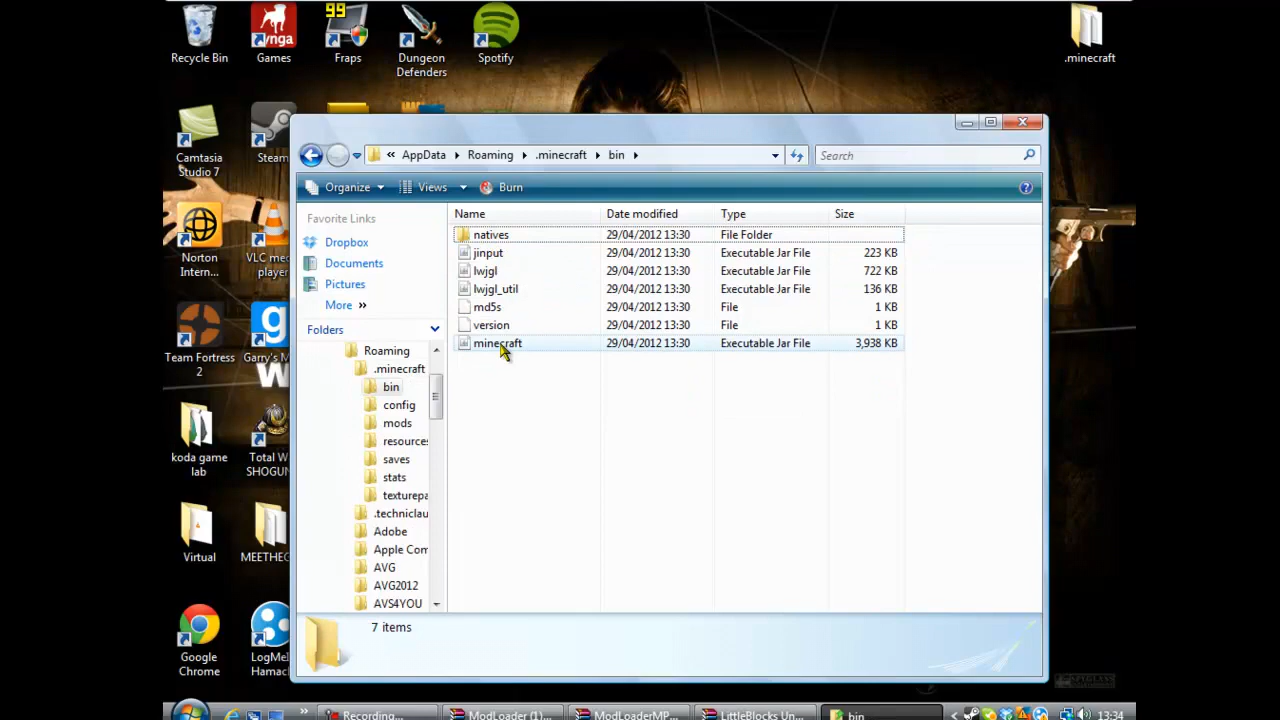 99
Recycle Bin
Games
Fraps
Dungeon
Defenders
Spotify
.minecraft
Camtasia
Studio 7
Steam
Norton
Intern...
VLC med
player
Team Fortress
2
Garry's M
koda game
lab
Total W
SHOGUN
Virtual
MEETHEG
Google
Chrome
LogMeI
Hamac
« AppData Roaming .minecraft bin
Search
Organize Views Burn
Favorite Links
Dropbox
Documents
Pictures
More »
Folders
Roaming
.minecraft
bin
config
mods
resources
saves
stats
texturepa
.techniclau
Adobe
Apple Com
AVG
AVG2012
AVS4YOU
Name Date modified Type Size
natives 29/04/2012 13:30 File Folder
jinput 29/04/2012 13:30 Executable Jar File 223 KB
lwjgl 29/04/2012 13:30 Executable Jar File 722 KB
lwjgl_util 29/04/2012 13:30 Executable Jar File 136 KB
md5s 29/04/2012 13:30 File 1 KB
version 29/04/2012 13:30 File 1 KB
minecraft 29/04/2012 13:30 Executable Jar File 3,938 KB
7 items
Recording... ModLoader (1)... ModLoaderMP... LittleBlocks Un... bin 13:34